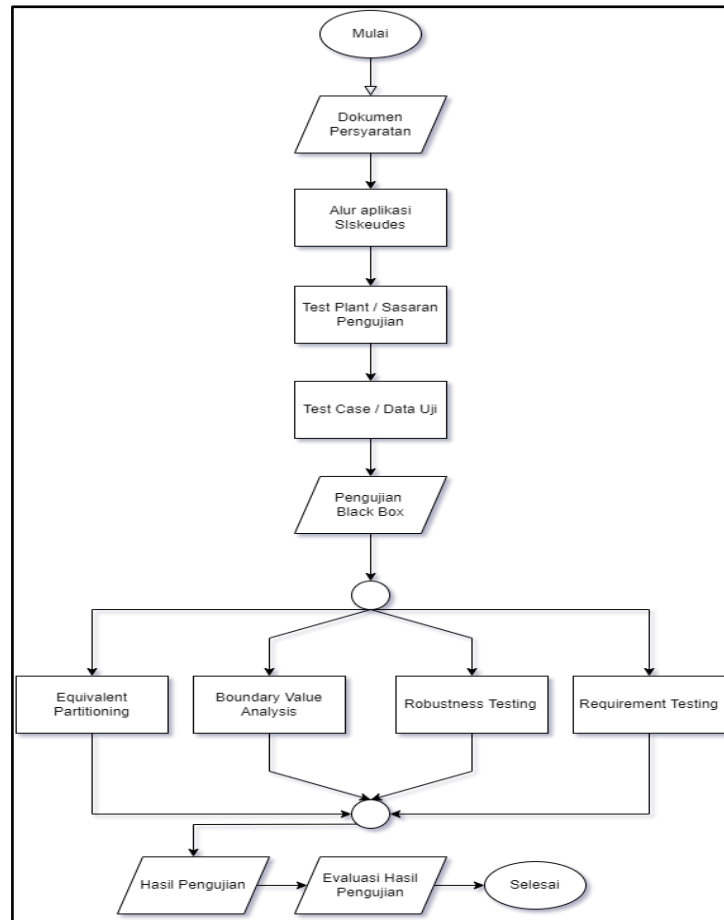 Mulai
Dokumen
Persyaratan
Alur aplikasi
SIskeudes
Test Plant / Sasaran
Pengujian
Test Case / Data Uji
Pengujian
Black Box
Equivalent
Partitioning
Boundary Value
Analysis
Robustness Testing
Requirement Testing
Hasil Pengujian
Evaluasi Hasil
Pengujian
Selesai